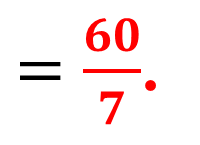 = 60/7.